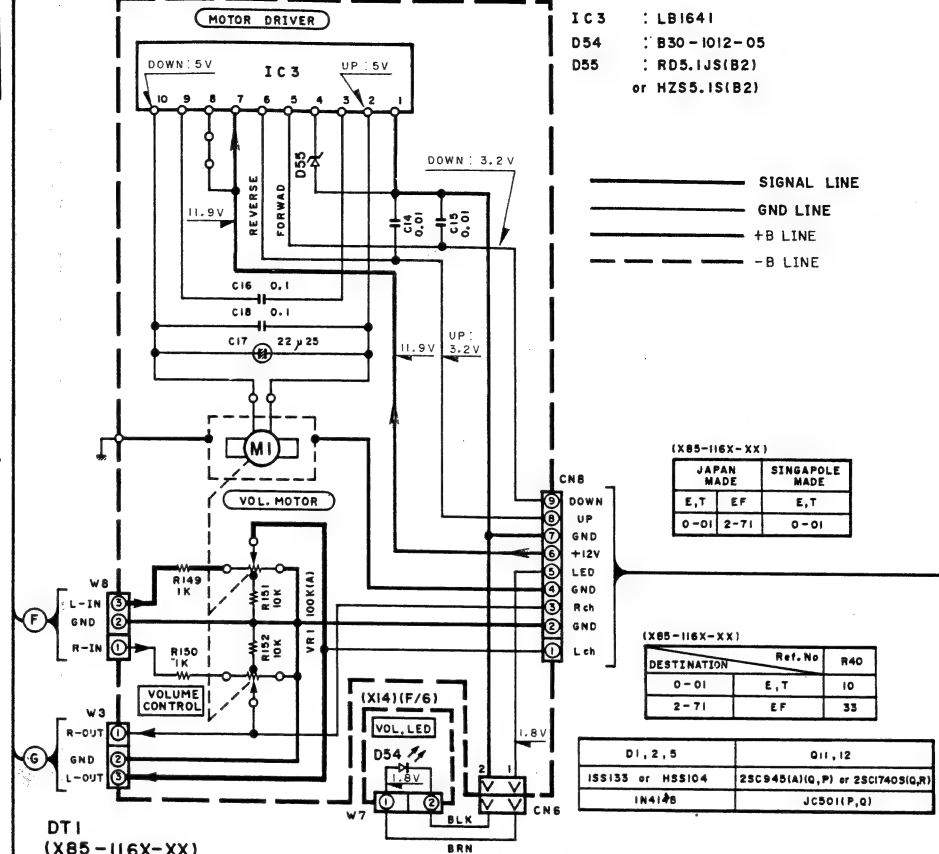 MOTOR DRIVER
IC3 : LB1641
D54 : B30-1012-05
D55 : RD5.1JS(B2)
or HZS5.1S(B2)
DOWN:5V
IC3
UP:5V
10 9 8 7 6 5 4 3 2 1
D55
DOWN: 3.2V
REVERSE
FORWAD
11.9V
C14
0.01
C15
0.01
SIGNAL LINE
GND LINE
+B LINE
-B LINE
C16 0.1
C18 0.1
C17 22μ25
11.9V
UP:
3.2V
M1
VOL. MOTOR
(X85-116X-XX)
JAPAN MADE
SINGAPOLE MADE
E,T EF E,T
0-01 2-71 0-01
CN8
9 DOWN
8 UP
7 GND
6 +12V
5 LED
4 GND
3 Rch
2 GND
1 Lch
W8
F
L-IN 3
GND 2
R-IN 1
R149
1K
R151
10K
VR1 100K(A)
R152
10K
R150
1K
VOLUME
CONTROL
W3
G
R-OUT 1
GND 2
L-OUT 3
(X14)(F/6)
VOL,LED
D54
1.8V
1 2
W7
BLK
BRN
1.8V
2 1
CN6
(X85-116X-XX)
DESTINATION Ref.No R40
0-01 E,T 10
2-71 EF 33
D1,2,5 Q11,12
1SS133 or HSS104 2SC945(A)(Q,P) or 2SC1740S(Q,R)
1N4148 JC501(P,Q)
DT1
(X85-116X-XX)